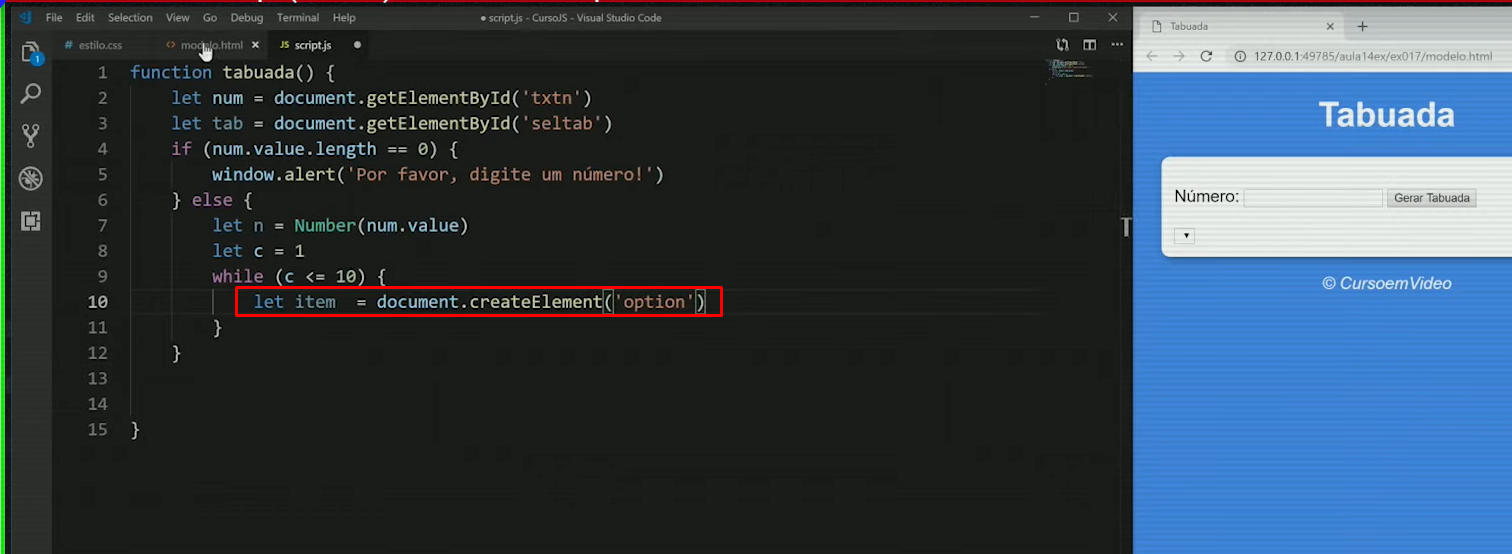 File Edit Selection View Go Debug Terminal Help
● script.js - CursoJS - Visual Studio Code
# estilo.css
<> modelo.html ×
JS script.js ●
1 function tabuada() {
2 let num = document.getElementById('txtn')
3 let tab = document.getElementById('seltab')
4 if (num.value.length == 0) {
5 window.alert('Por favor, digite um número!')
6 } else {
7 let n = Number(num.value)
8 let c = 1
9 while (c <= 10) {
10 let item  = document.createElement('option')
11 }
12 }
13
14
15 }
1
T
Tabuada
127.0.0.1:49785/aula14ex/ex017/modelo.html
Tabuada
Número:
Gerar Tabuada
© CursoemVideo